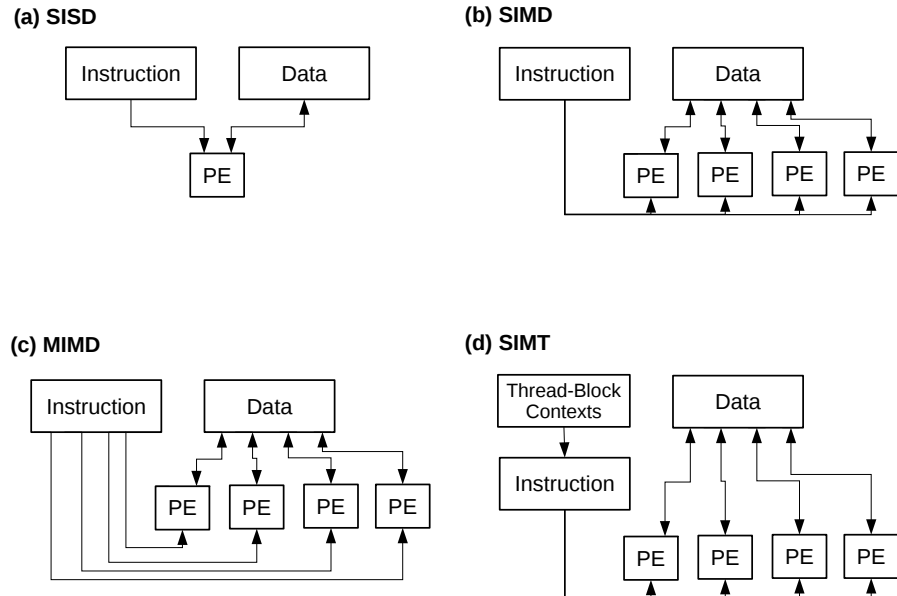 (a) SISD
Instruction
Data
PE
(b) SIMD
Instruction
Data
PE
PE
PE
PE
(c) MIMD
Instruction
Data
PE
PE
PE
PE
(d) SIMT
Thread-Block
Contexts
Data
Instruction
PE
PE
PE
PE